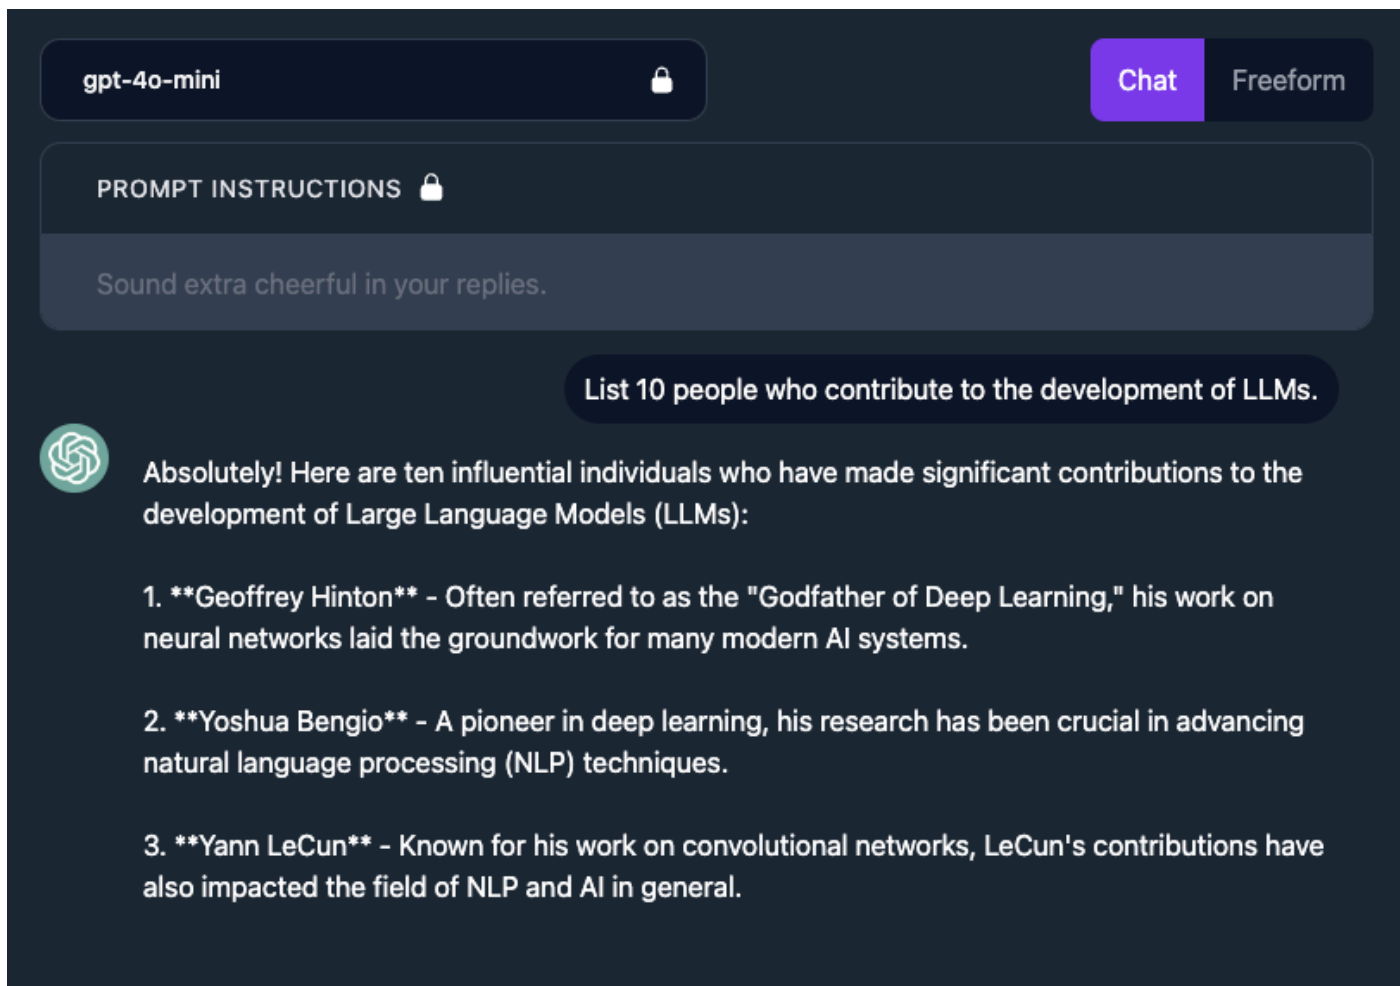 gpt-4o-mini
Chat
Freeform
PROMPT INSTRUCTIONS
Sound extra cheerful in your replies.
List 10 people who contribute to the development of LLMs.
Absolutely! Here are ten influential individuals who have made significant contributions to the
development of Large Language Models (LLMs):
1. **Geoffrey Hinton** - Often referred to as the "Godfather of Deep Learning," his work on
neural networks laid the groundwork for many modern AI systems.
2. **Yoshua Bengio** - A pioneer in deep learning, his research has been crucial in advancing
natural language processing (NLP) techniques.
3. **Yann LeCun** - Known for his work on convolutional networks, LeCun's contributions have
also impacted the field of NLP and AI in general.